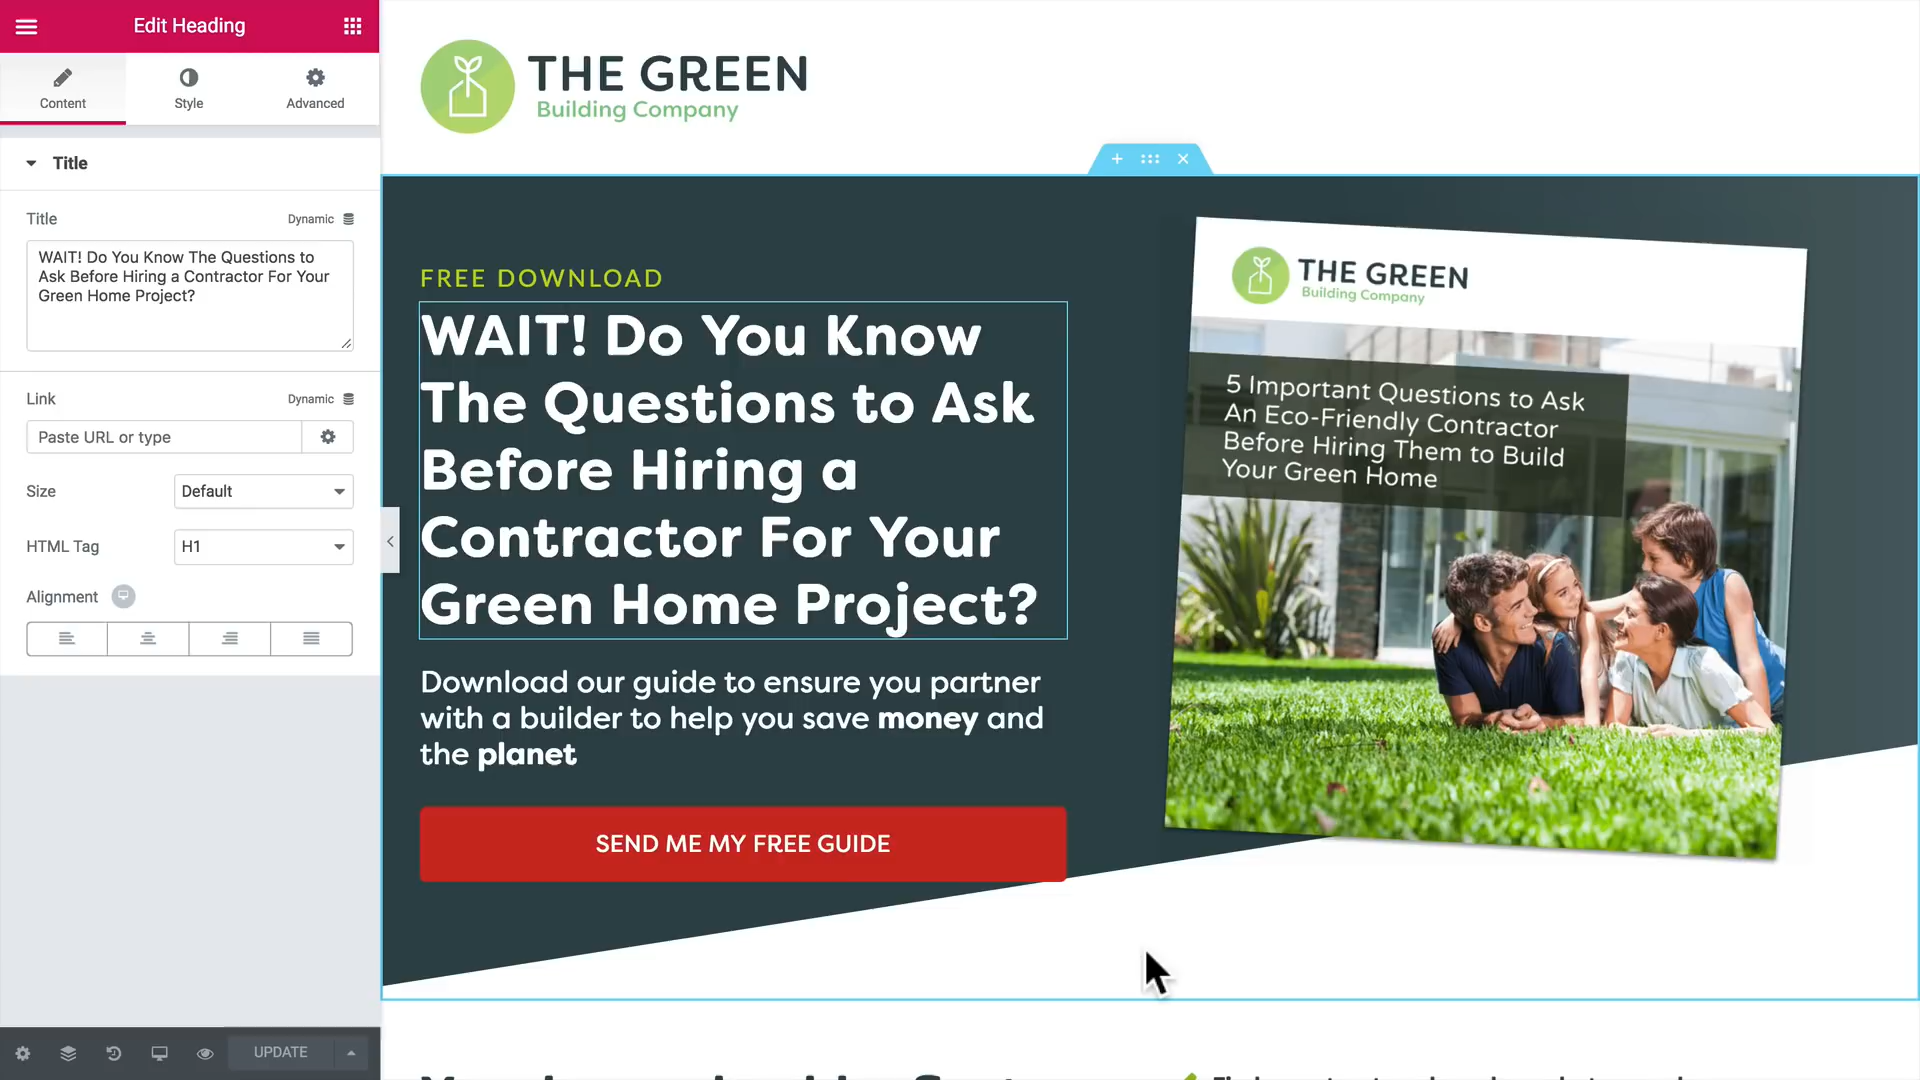 Edit Heading
Content
Style
Advanced
Title
Title
Dynamic
WAIT! Do You Know The Questions to
Ask Before Hiring a Contractor For Your
Green Home Project?
Link
Dynamic
Paste URL or type
Size
Default
HTML Tag
H1
Alignment
UPDATE
THE GREEN
Building Company
FREE DOWNLOAD
WAIT! Do You Know
The Questions to Ask
Before Hiring a
Contractor For Your
Green Home Project?
Download our guide to ensure you partner
with a builder to help you save money and
the planet
SEND ME MY FREE GUIDE
THE GREEN
Building Company
5 Important Questions to Ask
An Eco-Friendly Contractor
Before Hiring Them to Build
Your Green Home